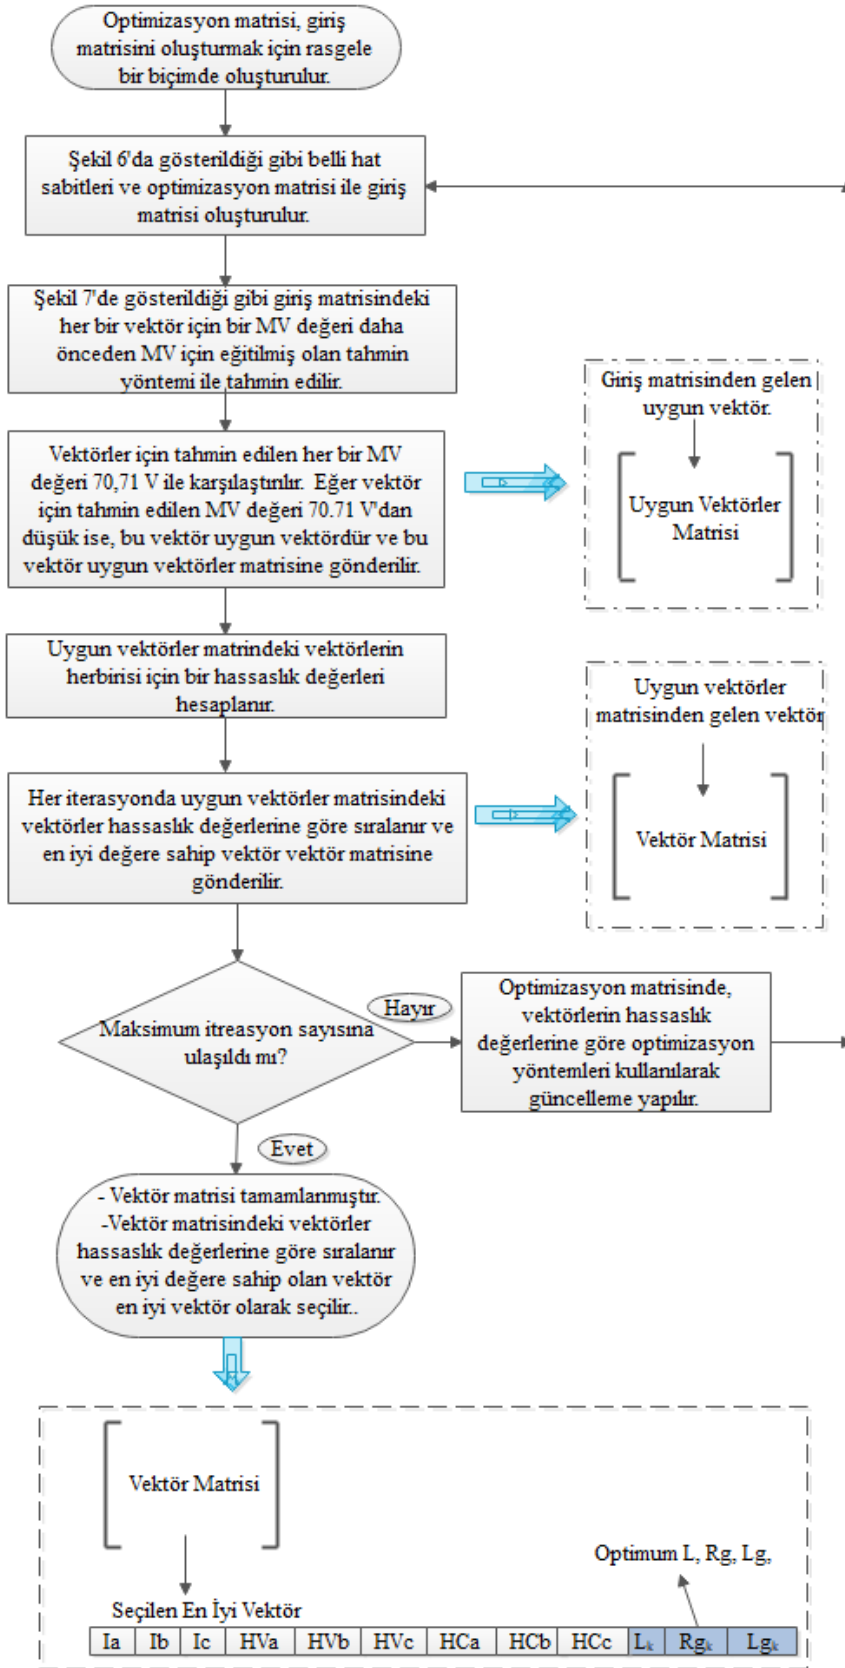 Optimizasyon matrisi, giriş
matrisini oluşturmak için rasgele
bir biçimde oluşturulur.
Şekil 6'da gösterildiği gibi belli hat
sabitleri ve optimizasyon matrisi ile giriş
matrisi oluşturulur.
Şekil 7'de gösterildiği gibi giriş matrisindeki
her bir vektör için bir MV değeri daha
önceden MV için eğitilmiş olan tahmin
yöntemi ile tahmin edilir.
Vektörler için tahmin edilen her bir MV
değeri 70,71 V ile karşılaştırılır. Eğer vektör
için tahmin edilen MV değeri 70.71 V'dan
düşük ise, bu vektör uygun vektördür ve bu
vektör uygun vektörler matrisine gönderilir.
Giriş matrisinden gelen
uygun vektör.
Uygun Vektörler
Matrisi
Uygun vektörler matrindeki vektörlerin
herbirisi için bir hassaslık değerleri
hesaplanır.
Her iterasyonda uygun vektörler matrisindeki
vektörler hassaslık değerlerine göre sıralanır ve
en iyi değere sahip vektör vektör matrisine
gönderilir.
Uygun vektörler
matrisinden gelen vektör
Vektör Matrisi
Maksimum itreasyon sayısına
ulaşıldı mı?
Hayır
Optimizasyon matrisinde,
vektörlerin hassaslık
değerlerine göre optimizasyon
yöntemleri kullanılarak
güncelleme yapılır.
Evet
- Vektör matrisi tamamlanmıştır.
-Vektör matrisindeki vektörler
hassaslık değerlerine göre sıralanır
ve en iyi değere sahip olan vektör
en iyi vektör olarak seçilir..
Vektör Matrisi
Optimum L, Rg, Lg,
Seçilen En İyi Vektör
Ia Ib Ic HVa HVb HVc HCa HCb HCc Lₖ Rgₖ Lgₖ